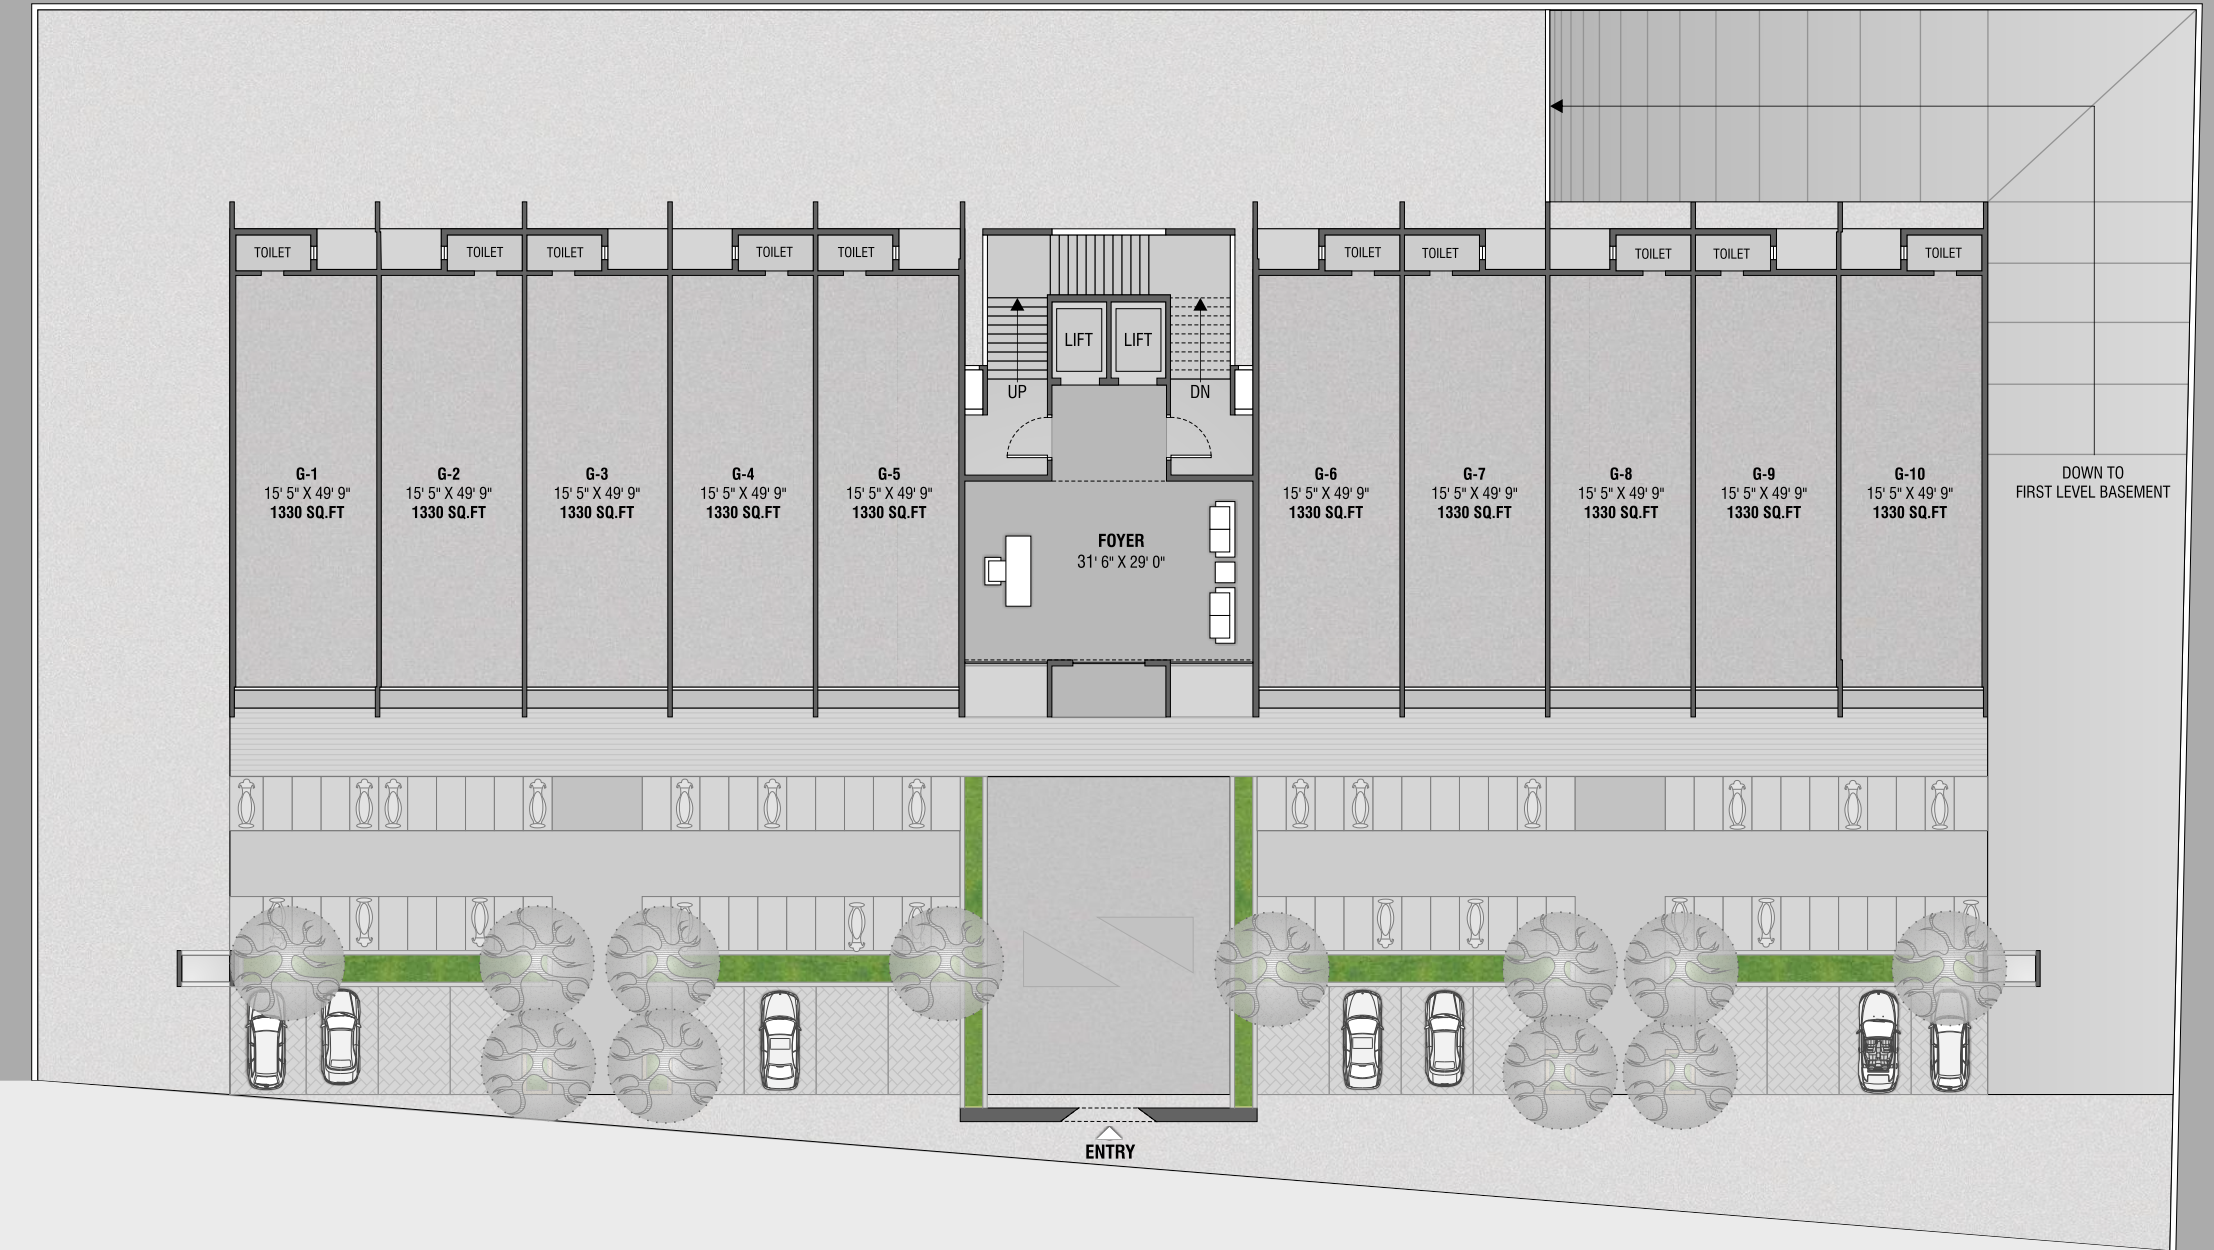 TOILET
TOILET
TOILET
TOILET
TOILET
TOILET
TOILET
TOILET
TOILET
TOILET
LIFT
LIFT
UP
DN
G-1
15' 5" X 49' 9"
1330 SQ.FT
G-2
15' 5" X 49' 9"
1330 SQ.FT
G-3
15' 5" X 49' 9"
1330 SQ.FT
G-4
15' 5" X 49' 9"
1330 SQ.FT
G-5
15' 5" X 49' 9"
1330 SQ.FT
G-6
15' 5" X 49' 9"
1330 SQ.FT
G-7
15' 5" X 49' 9"
1330 SQ.FT
G-8
15' 5" X 49' 9"
1330 SQ.FT
G-9
15' 5" X 49' 9"
1330 SQ.FT
G-10
15' 5" X 49' 9"
1330 SQ.FT
DOWN TO
FIRST LEVEL BASEMENT
FOYER
31' 6" X 29' 0"
ENTRY